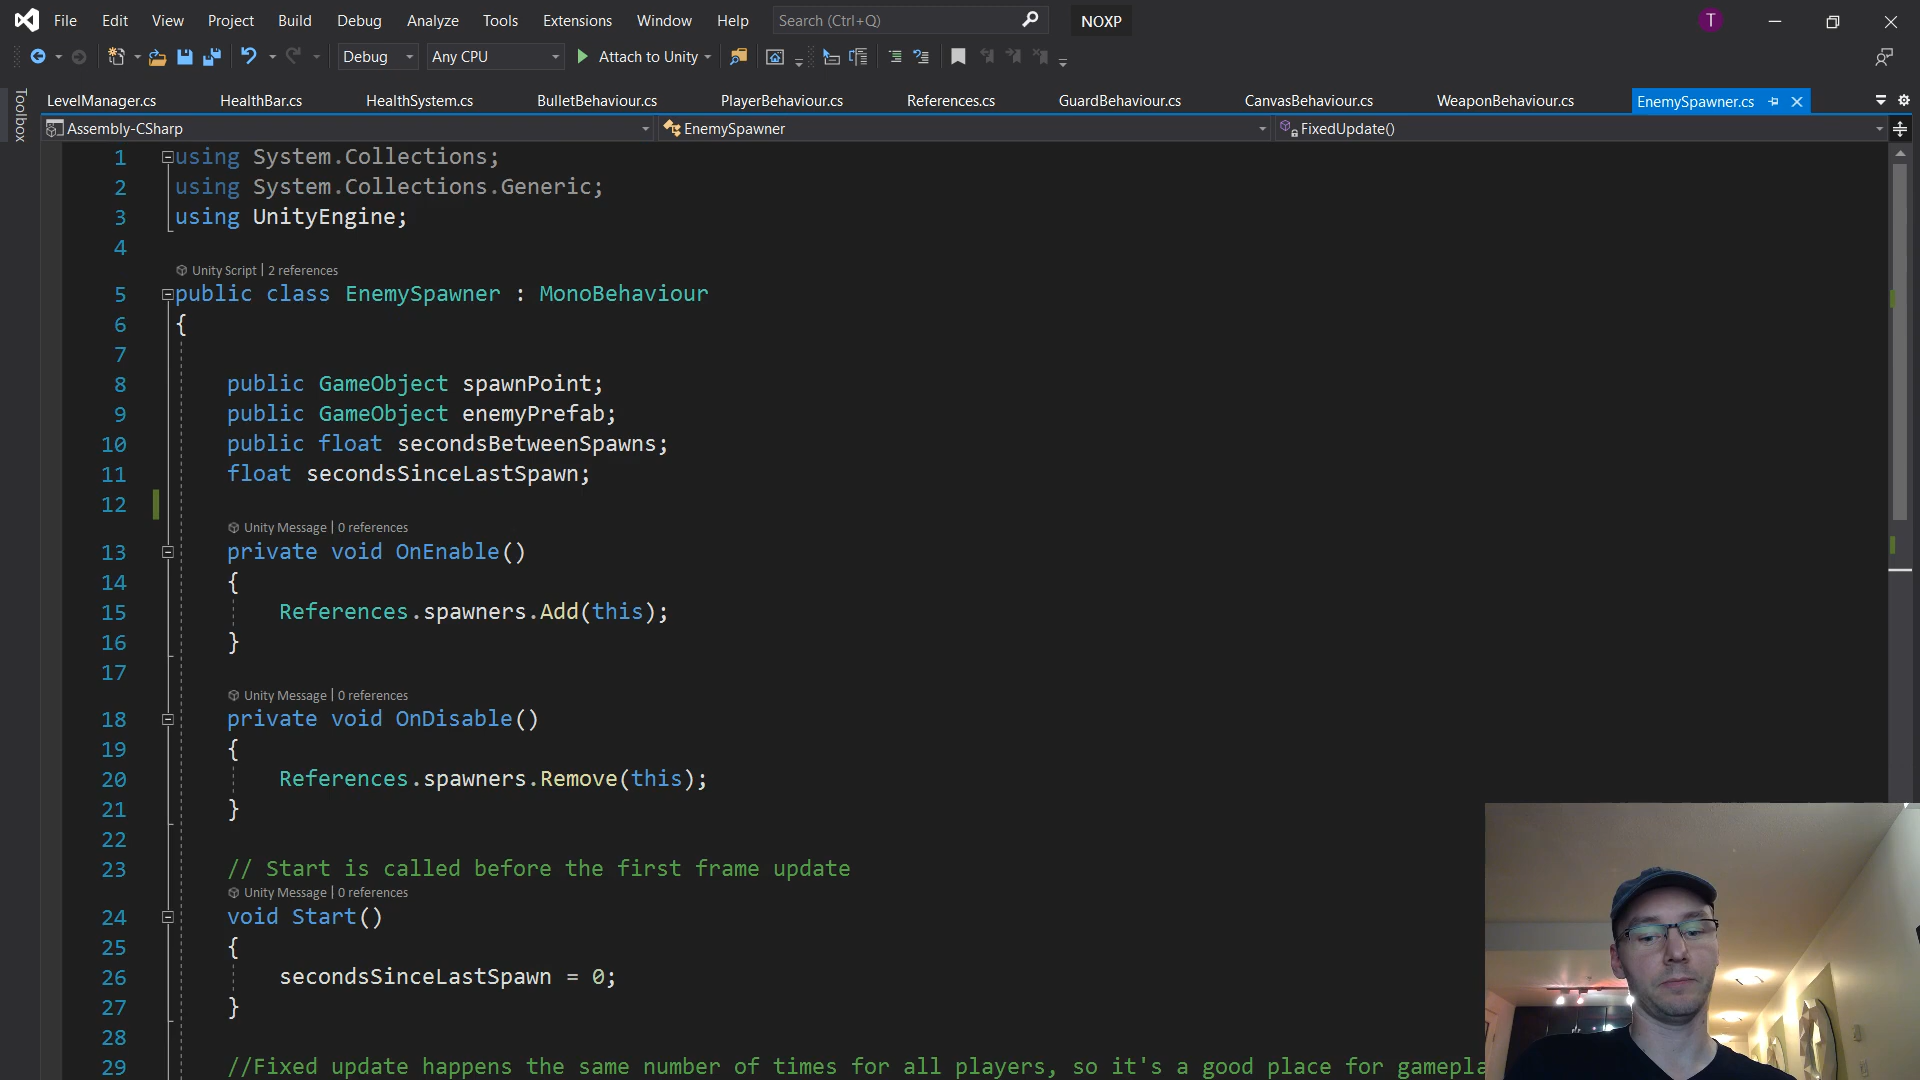 File Edit View Project Build Debug Analyze Tools Extensions Window Help Search (Ctrl+Q) NOXP T
Debug Any CPU Attach to Unity
Toolbox
LevelManager.cs HealthBar.cs HealthSystem.cs BulletBehaviour.cs PlayerBehaviour.cs References.cs GuardBehaviour.cs CanvasBehaviour.cs WeaponBehaviour.cs EnemySpawner.cs
Assembly-CSharp EnemySpawner FixedUpdate()
1 using System.Collections;
2 using System.Collections.Generic;
3 using UnityEngine;
4
Unity Script | 2 references
5 public class EnemySpawner : MonoBehaviour
6 {
7
8 public GameObject spawnPoint;
9 public GameObject enemyPrefab;
10 public float secondsBetweenSpawns;
11 float secondsSinceLastSpawn;
12
Unity Message | 0 references
13 private void OnEnable()
14 {
15 References.spawners.Add(this);
16 }
17
Unity Message | 0 references
18 private void OnDisable()
19 {
20 References.spawners.Remove(this);
21 }
22
23 // Start is called before the first frame update
Unity Message | 0 references
24 void Start()
25 {
26 secondsSinceLastSpawn = 0;
27 }
28
29 //Fixed update happens the same number of times for all players, so it's a good place for gamepla